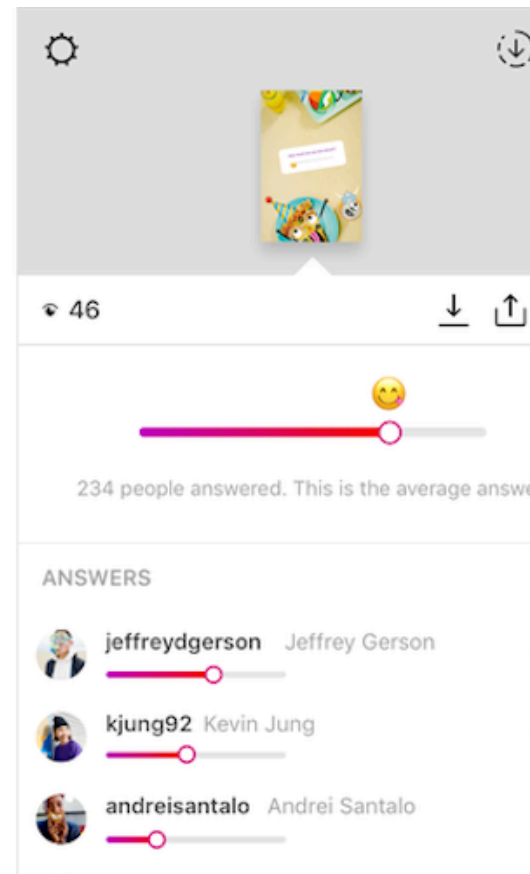 46
234 people answered. This is the average answe
ANSWERS
jeffreydgerson Jeffrey Gerson
kjung92 Kevin Jung
andreisantalo Andrei Santalo